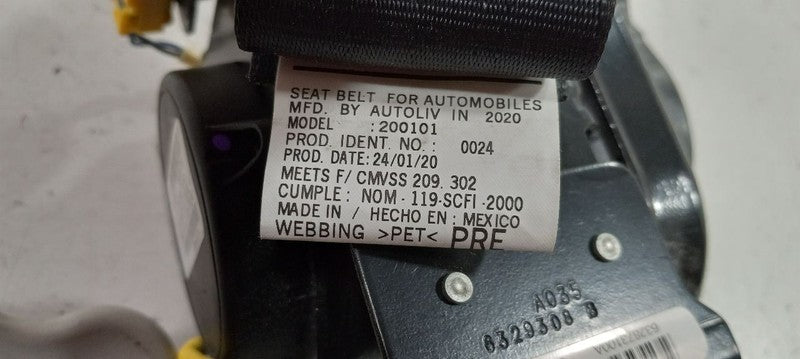 SEAT BELT FOR AUTOMOBILES
MFD. BY AUTOLIV IN 2020
MODEL :200101
PROD. IDENT. NO. : 0024
PROD. DATE: 24/01/20
MEETS F/ CMVSS 209. 302
CUMPLE: NOM - 119-SCFI -2000
MADE IN / HECHO EN : MEXICO
WEBBING >PET< PRE
A035
6329308 B